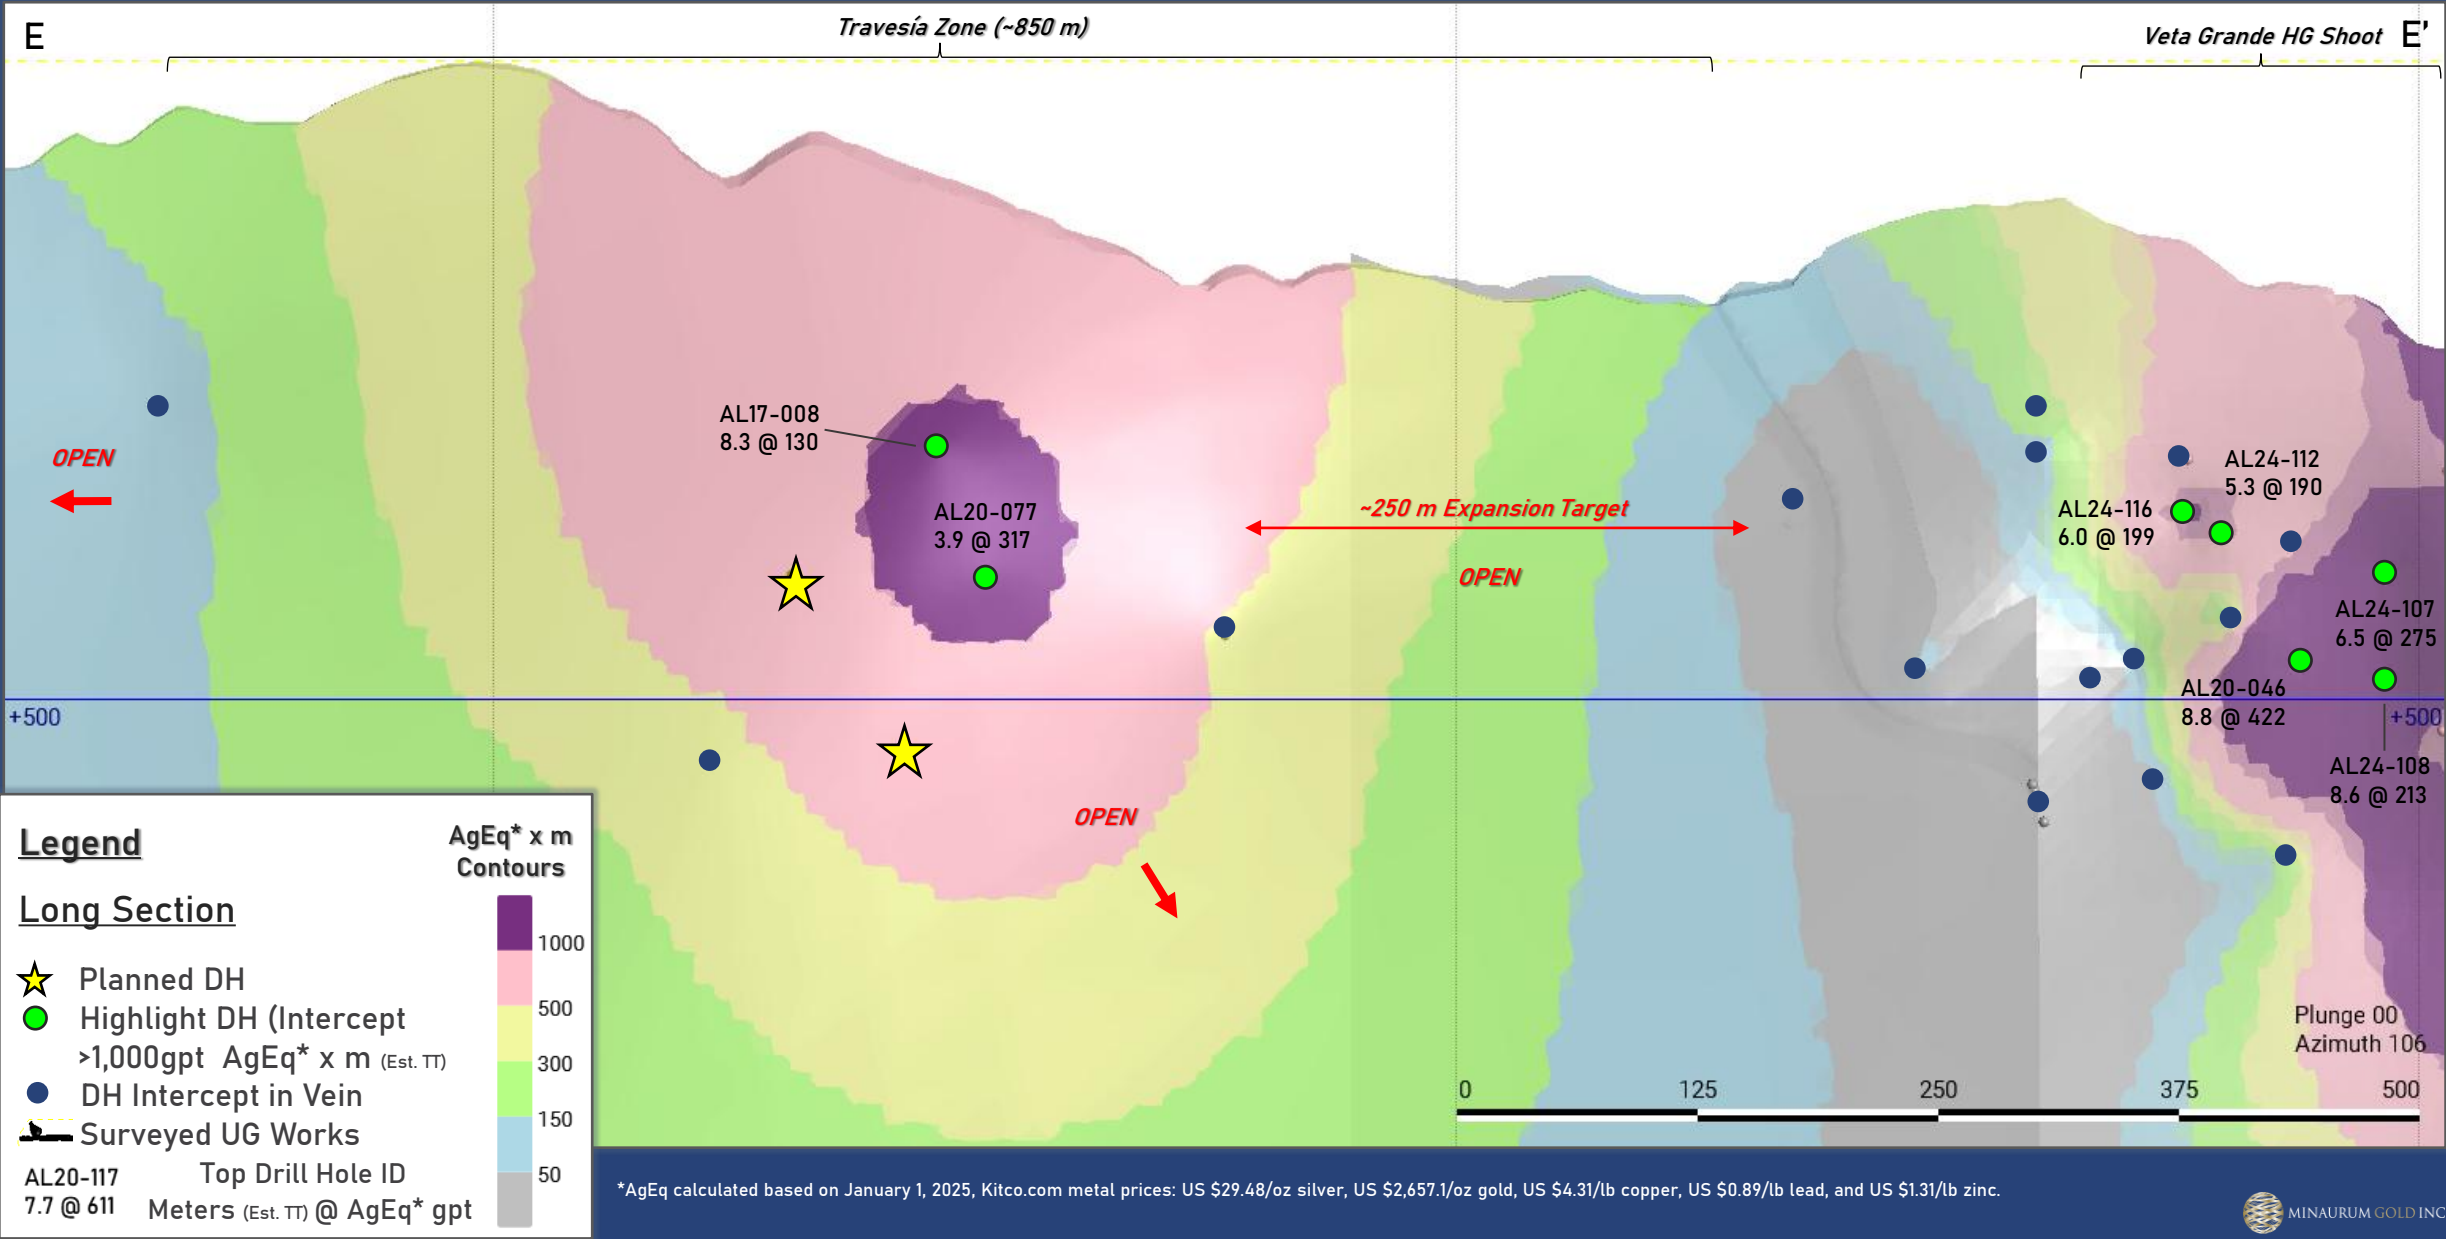 E
Travesía Zone (~850 m)
Veta Grande HG Shoot
E'
OPEN
AL17-008
8.3 @ 130
AL20-077
3.9 @ 317
~250 m Expansion Target
OPEN
AL24-112
5.3 @ 190
AL24-116
6.0 @ 199
AL24-107
6.5 @ 275
AL20-046
8.8 @ 422
+500
+500
AL24-108
8.6 @ 213
OPEN
Plunge 00
Azimuth 106
0
125
250
375
500
Legend
AgEq* x m
Contours
Long Section
1000
500
300
150
50
Planned DH
Highlight DH (Intercept
>1,000gpt AgEq* x m (Est. TT)
DH Intercept in Vein
Surveyed UG Works
AL20-117
7.7 @ 611
Top Drill Hole ID
Meters (Est. TT) @ AgEq* gpt
*AgEq calculated based on January 1, 2025, Kitco.com metal prices: US $29.48/oz silver, US $2,657.1/oz gold, US $4.31/lb copper, US $0.89/lb lead, and US $1.31/lb zinc.
MINAURUM GOLD INC